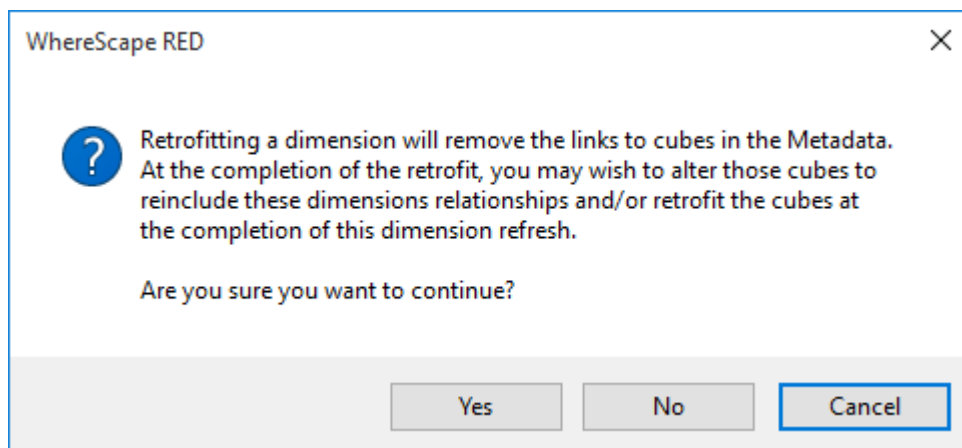 WhereScape RED
Retrofitting a dimension will remove the links to cubes in the Metadata.
At the completion of the retrofit, you may wish to alter those cubes to
reinclude these dimensions relationships and/or retrofit the cubes at
the completion of this dimension refresh.
Are you sure you want to continue?
Yes No Cancel